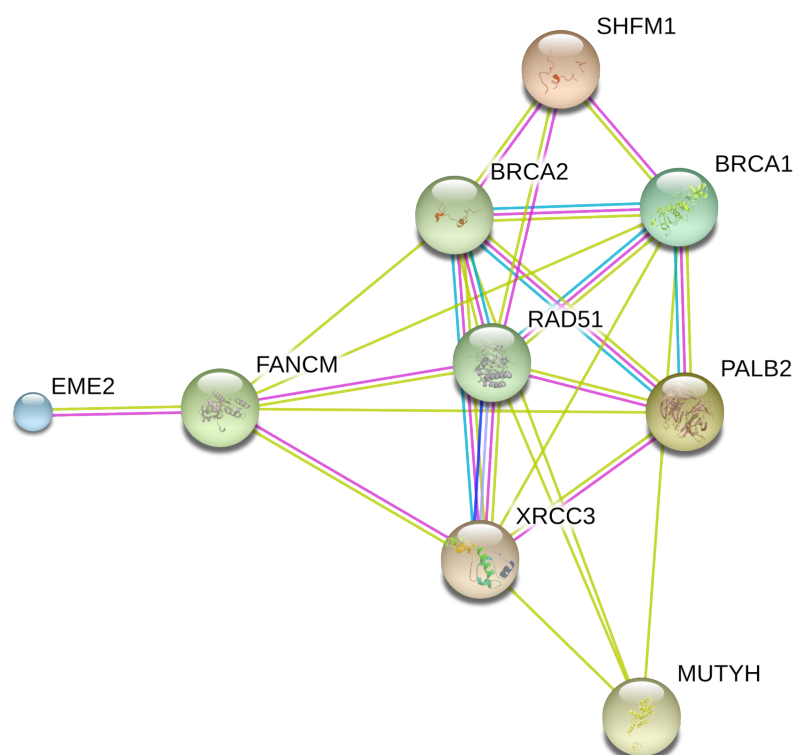 SHFM1
BRCA1
BRCA2
RAD51
FANCM
PALB2
EME2
XRCC3
MUTYH